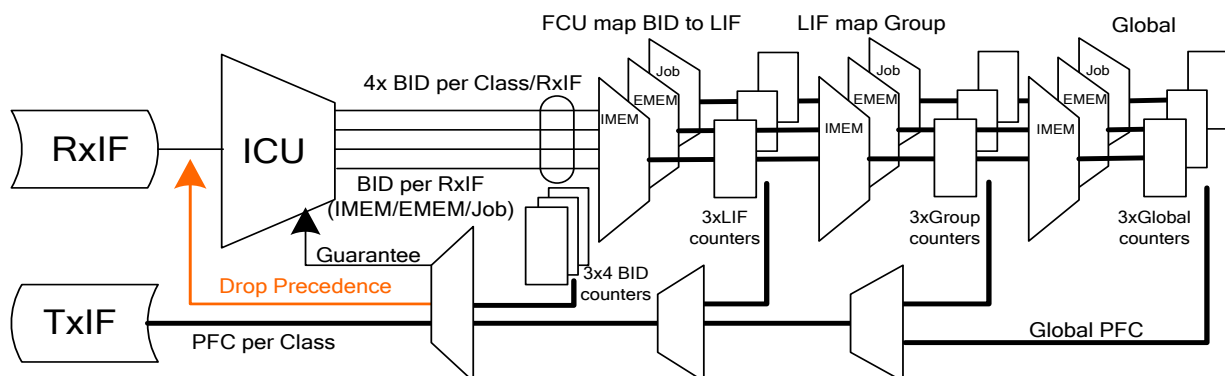 FCU map BID to LIF
LIF map Group
Global
4x BID per Class/RxIF
Job
EMEM
IMEM
Job
EMEM
IMEM
Job
EMEM
IMEM
RxIF
ICU
BID per RxIF
(IMEM/EMEM/Job)
3xLIF
counters
3xGroup
counters
3xGlobal
counters
Guarantee
3x4 BID
counters
Drop Precedence
TxIF
PFC per Class
Global PFC